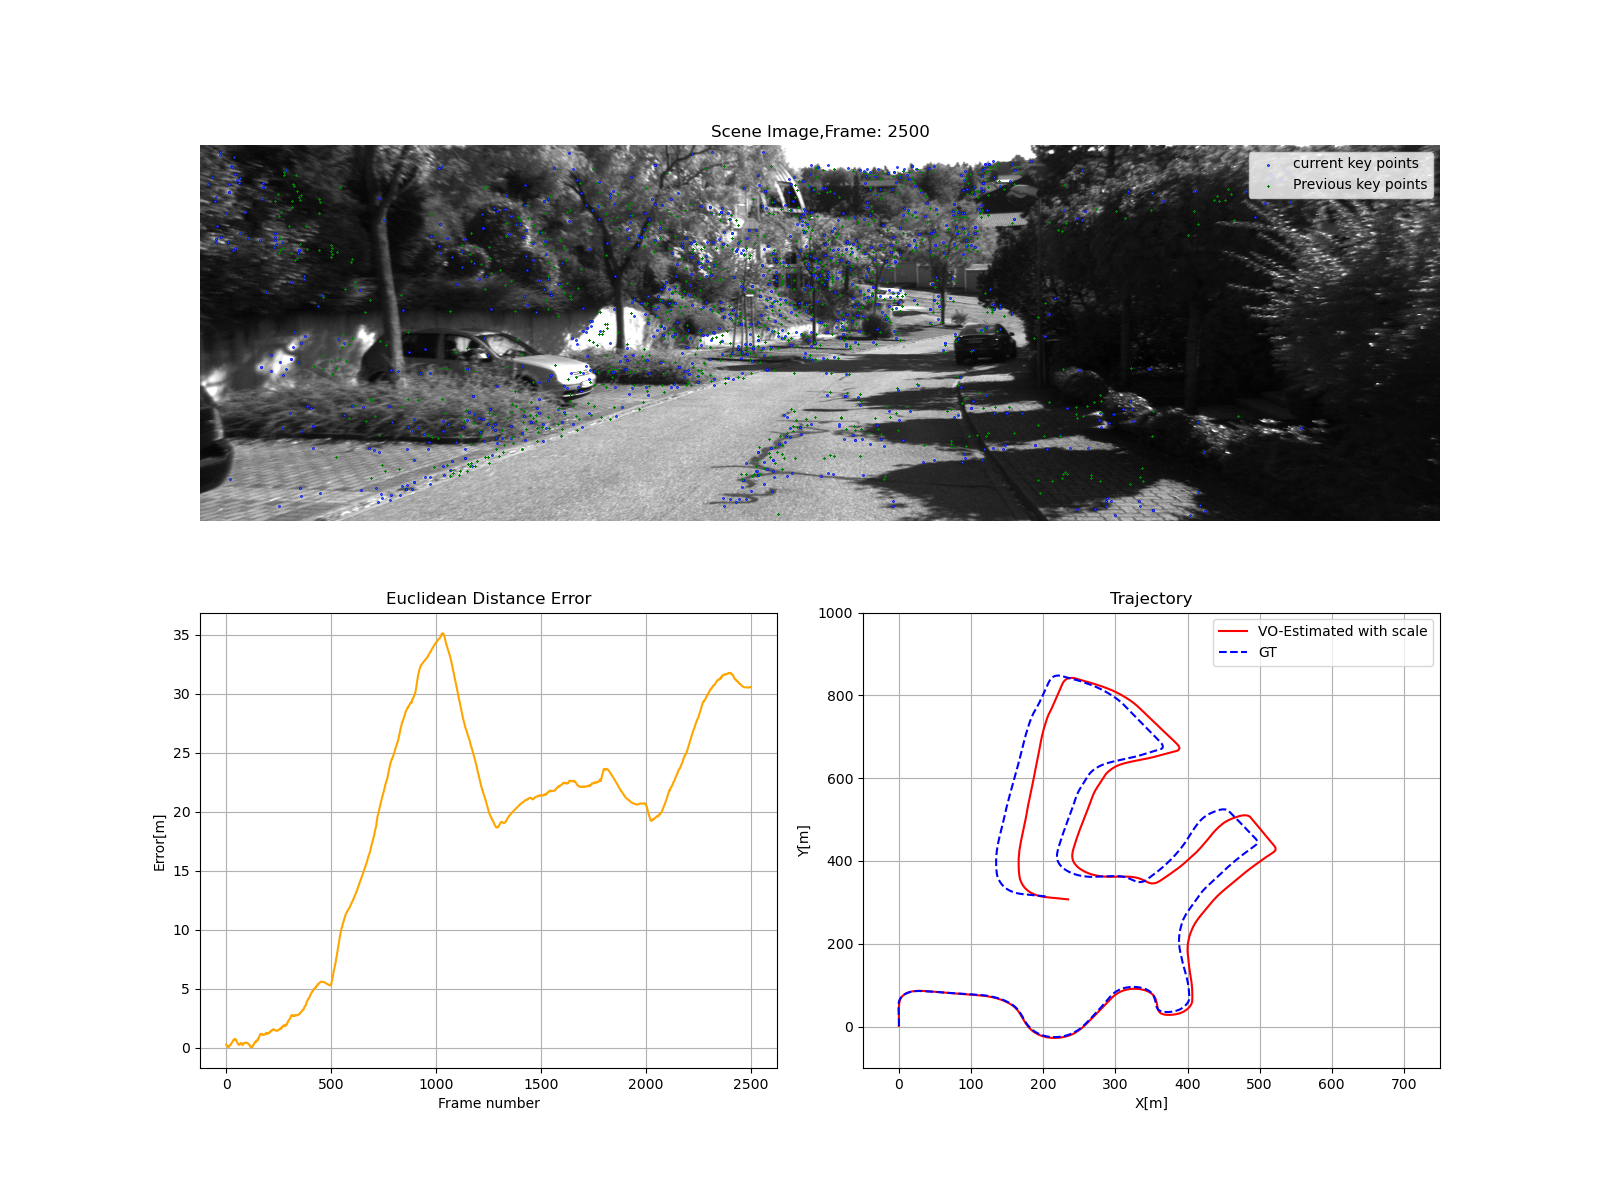 Scene Image,Frame: 2500
current key points
Previous key points
Euclidean Distance Error
35
30
25
20
15
10
5
0
Error[m]
0 500 1000 1500 2000 2500
Frame number
Trajectory
VO-Estimated with scale
GT
1000
800
600
400
200
0
Y[m]
0 100 200 300 400 500 600 700
X[m]